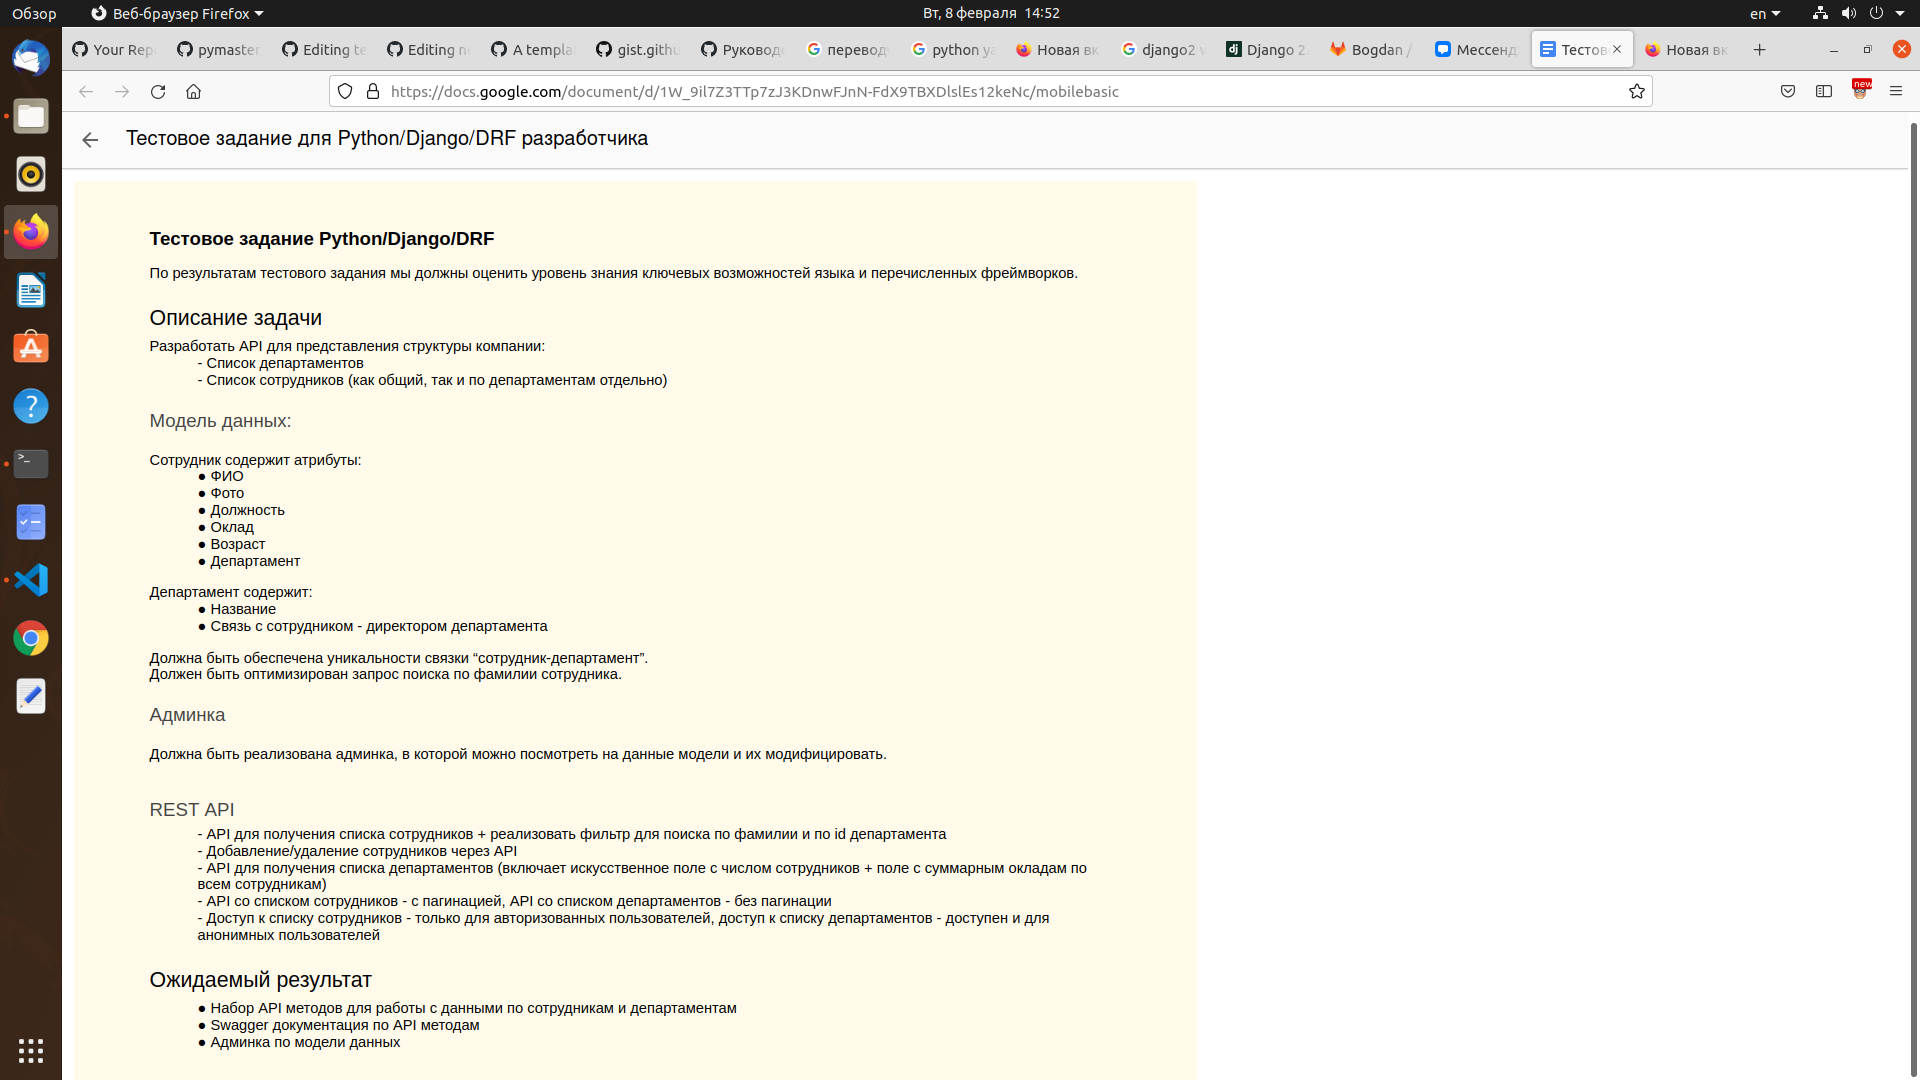 Обзор
Веб-браузер Firefox
Вт, 8 февраля 14:52
en
Your Rep
pymaster
Editing te
Editing n
A templa
gist.githu
Руководс
переводч
python ya
Новая вк
django2 v
Django 2.
Bogdan /
Мессенд
Тестов
Новая вк
https://docs.google.com/document/d/1W_9il7Z3TTp7zJ3KDnwFJnN-FdX9TBXDlslEs12keNc/mobilebasic
new
Тестовое задание для Python/Django/DRF разработчика
Тестовое задание Python/Django/DRF
По результатам тестового задания мы должны оценить уровень знания ключевых возможностей языка и перечисленных фреймворков.
Описание задачи
Разработать API для представления структуры компании:
- Список департаментов
- Список сотрудников (как общий, так и по департаментам отдельно)
Модель данных:
Сотрудник содержит атрибуты:
● ФИО
● Фото
● Должность
● Оклад
● Возраст
● Департамент
Департамент содержит:
● Название
● Связь с сотрудником - директором департамента
Должна быть обеспечена уникальности связки “сотрудник-департамент”.
Должен быть оптимизирован запрос поиска по фамилии сотрудника.
Админка
Должна быть реализована админка, в которой можно посмотреть на данные модели и их модифицировать.
REST API
- API для получения списка сотрудников + реализовать фильтр для поиска по фамилии и по id департамента
- Добавление/удаление сотрудников через API
- API для получения списка департаментов (включает искусственное поле с числом сотрудников + поле с суммарным окладам по
всем сотрудникам)
- API со списком сотрудников - с пагинацией, API со списком департаментов - без пагинации
- Доступ к списку сотрудников - только для авторизованных пользователей, доступ к списку департаментов - доступен и для
анонимных пользователей
Ожидаемый результат
● Набор API методов для работы с данными по сотрудникам и департаментам
● Swagger документация по API методам
● Админка по модели данных